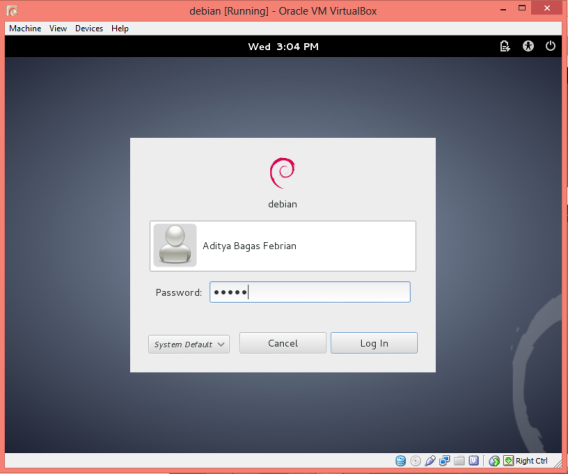 debian [Running] - Oracle VM VirtualBox
Machine View Devices Help
Wed 3:04 PM
debian
Aditya Bagas Febrian
Password: •••••
System Default Cancel Log In
Right Ctrl